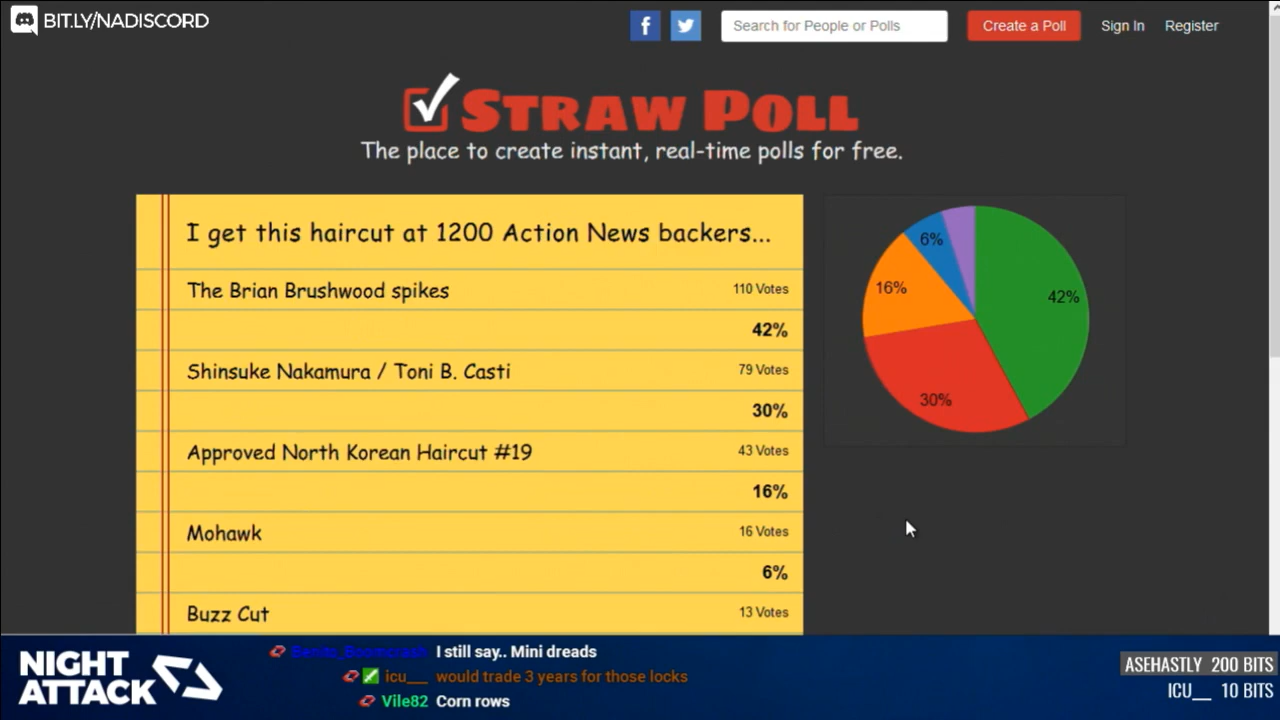 BIT.LY/NADISCORD
f
Search for People or Polls
Create a Poll
Sign In
Register
STRAW POLL
The place to create instant, real-time polls for free.
I get this haircut at 1200 Action News backers...
The Brian Brushwood spikes
110 Votes
42%
Shinsuke Nakamura / Toni B. Casti
79 Votes
30%
Approved North Korean Haircut #19
43 Votes
16%
Mohawk
16 Votes
6%
Buzz Cut
13 Votes
6%
16%
42%
30%
NIGHT
ATTACK
Benito_Boomcrash I still say.. Mini dreads
icu__ would trade 3 years for those locks
Vile82 Corn rows
ASEHASTLY 200 BITS
ICU__ 10 BITS